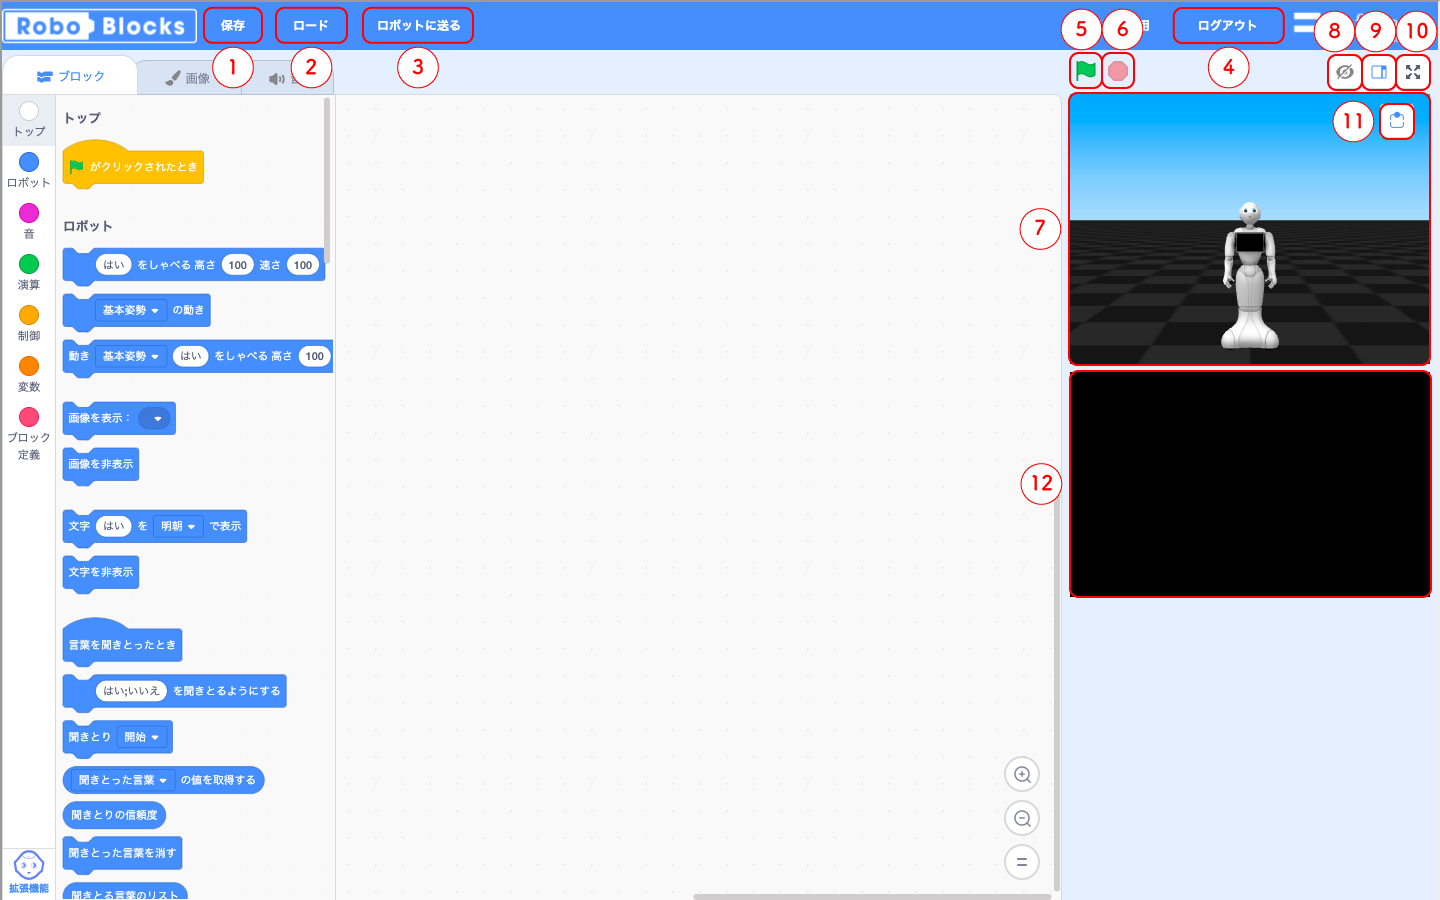 Robo Blocks
保存
ロード
ロボットに送る
ログアウト
1
2
3
4
5
6
7
8
9
10
11
12
ブロック
画像
トップ
ロボット
音
演算
制御
変数
ブロック
定義
拡張機能
トップ
がクリックされたとき
ロボット
はい をしゃべる 高さ 100 速さ 100
基本姿勢 の動き
動き 基本姿勢 はい をしゃべる 高さ 100
画像を表示：
画像を非表示
文字 はい を 明朝 で表示
文字を非表示
言葉を聞きとったとき
はい;いいえ を聞きとるようにする
聞きとり 開始
聞きとった言葉 の値を取得する
聞きとりの信頼度
聞きとった言葉を消す
聞きとる言葉のリスト